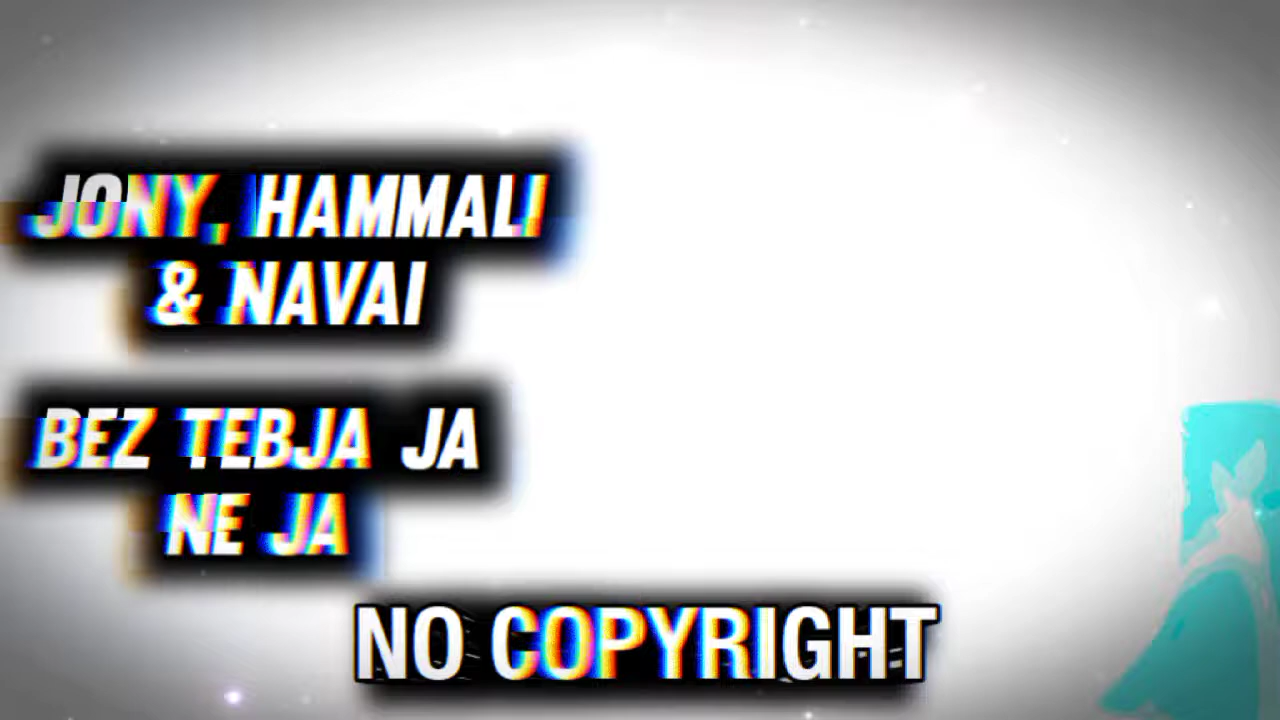 JONY, HAMMALI
& NAVAI
BEZ TEBJA JA
NE JA
NO COPYRIGHT